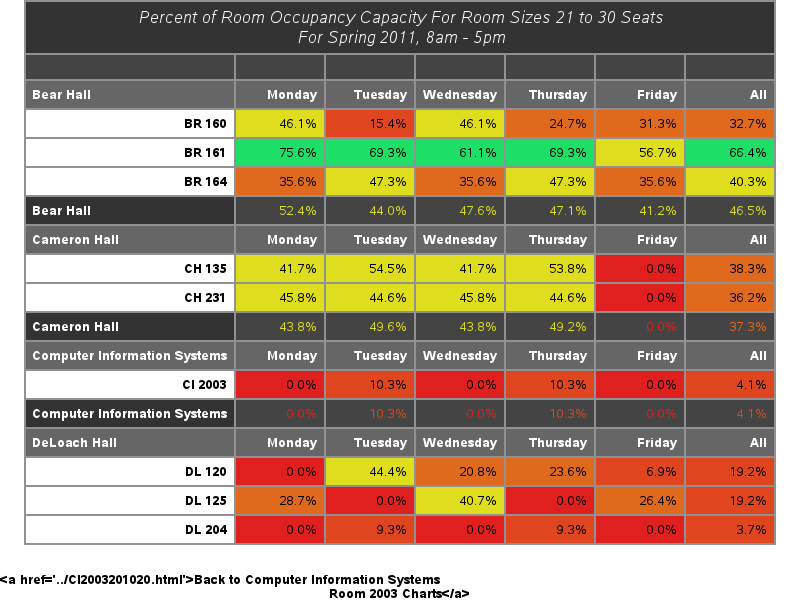 Percent of Room Occupancy Capacity For Room Sizes 21 to 30 Seats
For Spring 2011, 8am - 5pm
Bear Hall Monday Tuesday Wednesday Thursday Friday All
BR 160 46.1% 15.4% 46.1% 24.7% 31.3% 32.7%
BR 161 75.6% 69.3% 61.1% 69.3% 56.7% 66.4%
BR 164 35.6% 47.3% 35.6% 47.3% 35.6% 40.3%
Bear Hall 52.4% 44.0% 47.6% 47.1% 41.2% 46.5%
Cameron Hall Monday Tuesday Wednesday Thursday Friday All
CH 135 41.7% 54.5% 41.7% 53.8% 0.0% 38.3%
CH 231 45.8% 44.6% 45.8% 44.6% 0.0% 36.2%
Cameron Hall 43.8% 49.6% 43.8% 49.2% 0.0% 37.3%
Computer Information Systems Monday Tuesday Wednesday Thursday Friday All
CI 2003 0.0% 10.3% 0.0% 10.3% 0.0% 4.1%
Computer Information Systems 0.0% 10.3% 0.0% 10.3% 0.0% 4.1%
DeLoach Hall Monday Tuesday Wednesday Thursday Friday All
DL 120 0.0% 44.4% 20.8% 23.6% 6.9% 19.2%
DL 125 28.7% 0.0% 40.7% 0.0% 26.4% 19.2%
DL 204 0.0% 9.3% 0.0% 9.3% 0.0% 3.7%
<a href='../CI2003201020.html'>Back to Computer Information Systems
Room 2003 Charts</a>